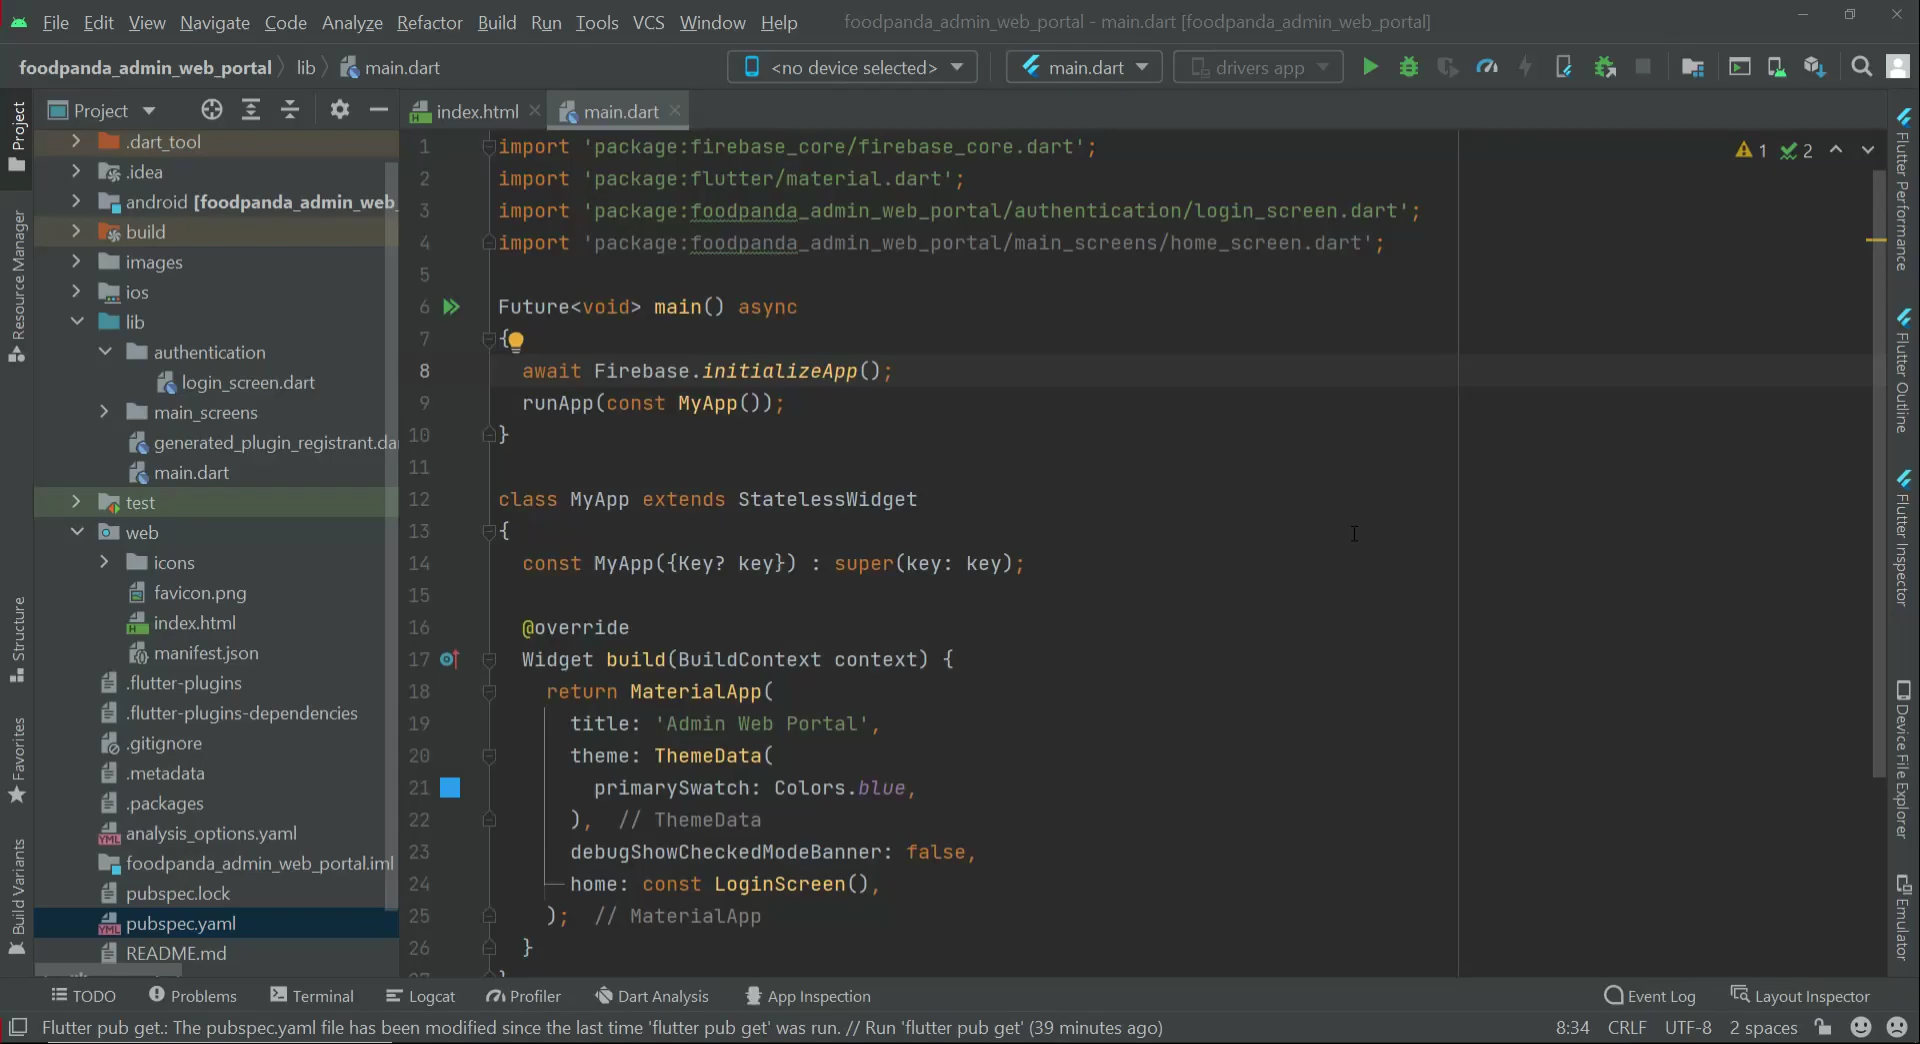 File Edit View Navigate Code Analyze Refactor Build Run Tools VCS Window Help foodpanda_admin_web_portal - main.dart [foodpanda_admin_web_portal]
foodpanda_admin_web_portal lib main.dart <no device selected> main.dart drivers app
Project index.html main.dart
.dart_tool
.idea
android [foodpanda_admin_web_
build
images
ios
lib
authentication
login_screen.dart
main_screens
generated_plugin_registrant.da
main.dart
test
web
icons
favicon.png
index.html
manifest.json
.flutter-plugins
.flutter-plugins-dependencies
.gitignore
.metadata
.packages
analysis_options.yaml
foodpanda_admin_web_portal.iml
pubspec.lock
pubspec.yaml
README.md
1 import 'package:firebase_core/firebase_core.dart';
2 import 'package:flutter/material.dart';
3 import 'package:foodpanda_admin_web_portal/authentication/login_screen.dart';
4 import 'package:foodpanda_admin_web_portal/main_screens/home_screen.dart';
5
6 Future<void> main() async
7 {
8 await Firebase.initializeApp();
9 runApp(const MyApp());
10 }
11
12 class MyApp extends StatelessWidget
13 {
14 const MyApp({Key? key}) : super(key: key);
15
16 @override
17 Widget build(BuildContext context) {
18 return MaterialApp(
19 title: 'Admin Web Portal',
20 theme: ThemeData(
21 primarySwatch: Colors.blue,
22 ), // ThemeData
23 debugShowCheckedModeBanner: false,
24 home: const LoginScreen(),
25 ); // MaterialApp
26 }
1 2
Project
Resource Manager
Structure
Favorites
Build Variants
Flutter Performance
Flutter Outline
Flutter Inspector
Device File Explorer
Emulator
TODO Problems Terminal Logcat Profiler Dart Analysis App Inspection Event Log Layout Inspector
Flutter pub get.: The pubspec.yaml file has been modified since the last time 'flutter pub get' was run. // Run 'flutter pub get' (39 minutes ago) 8:34 CRLF UTF-8 2 spaces